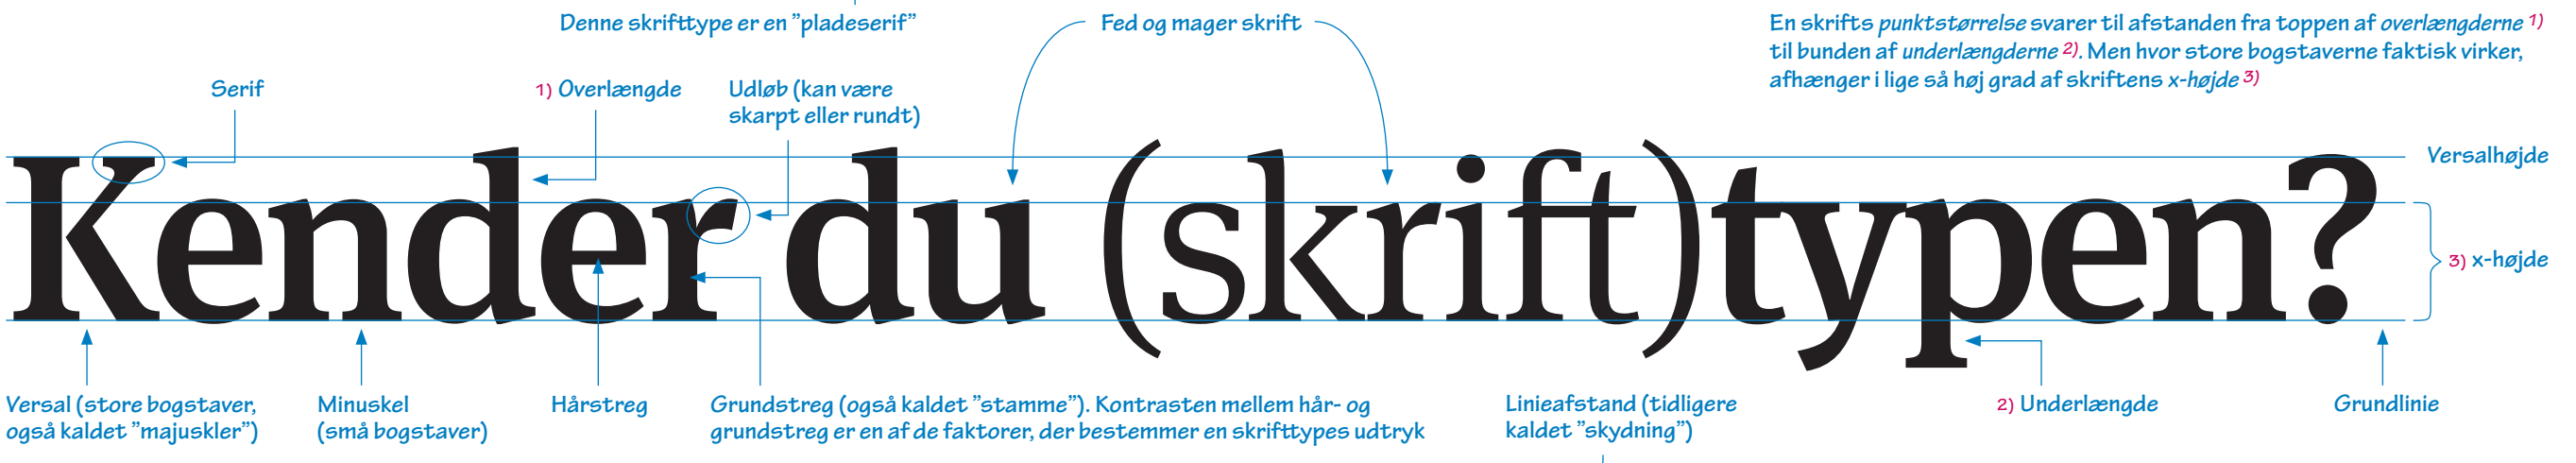 Denne skrifttype er en ”pladeserif”
Fed og mager skrift
En skrifts punktstørrelse svarer til afstanden fra toppen af overlængderne 1)
til bunden af underlængderne 2). Men hvor store bogstaverne faktisk virker,
afhænger i lige så høj grad af skriftens x-højde 3)
Serif
1) Overlængde
Udløb (kan være
skarpt eller rundt)
Versalhøjde
Kender du (skrift)typen?
3) x-højde
Versal (store bogstaver,
også kaldet ”majuskler”)
Minuskel
(små bogstaver)
Hårstreg
Grundstreg (også kaldet ”stamme”). Kontrasten mellem hår- og
grundstreg er en af de faktorer, der bestemmer en skrifttypes udtryk
Linieafstand (tidligere
kaldet ”skydning”)
2) Underlængde
Grundlinie